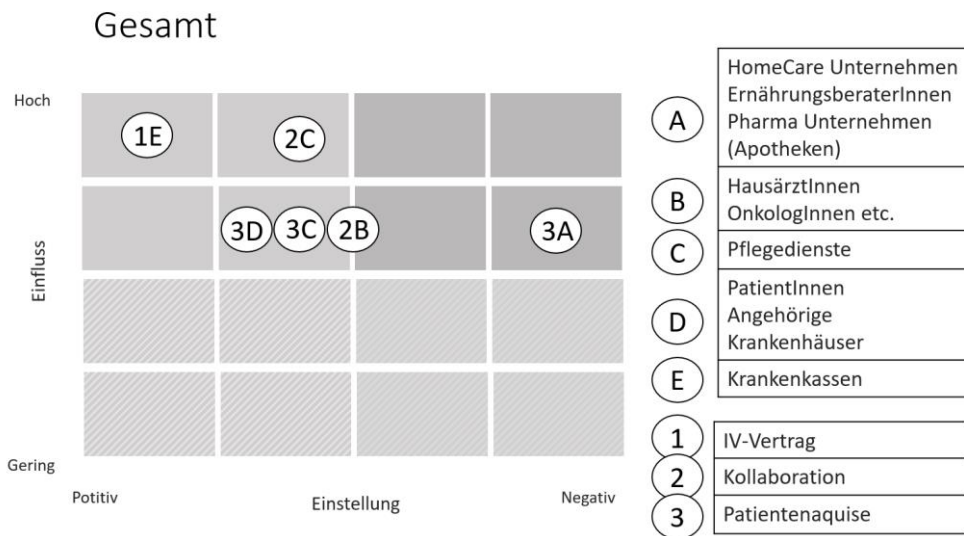 Gesamt
Hoch
Einfluss
Gering
Potitiv
Einstellung
Negativ
1E
2C
3D
3C
2B
3A
A
HomeCare Unternehmen
ErnährungsberaterInnen
Pharma Unternehmen
(Apotheken)
B
HausärztInnen
OnkologInnen etc.
C
Pflegedienste
D
PatientInnen
Angehörige
Krankenhäuser
E
Krankenkassen
1
IV-Vertrag
2
Kollaboration
3
Patientenaquise